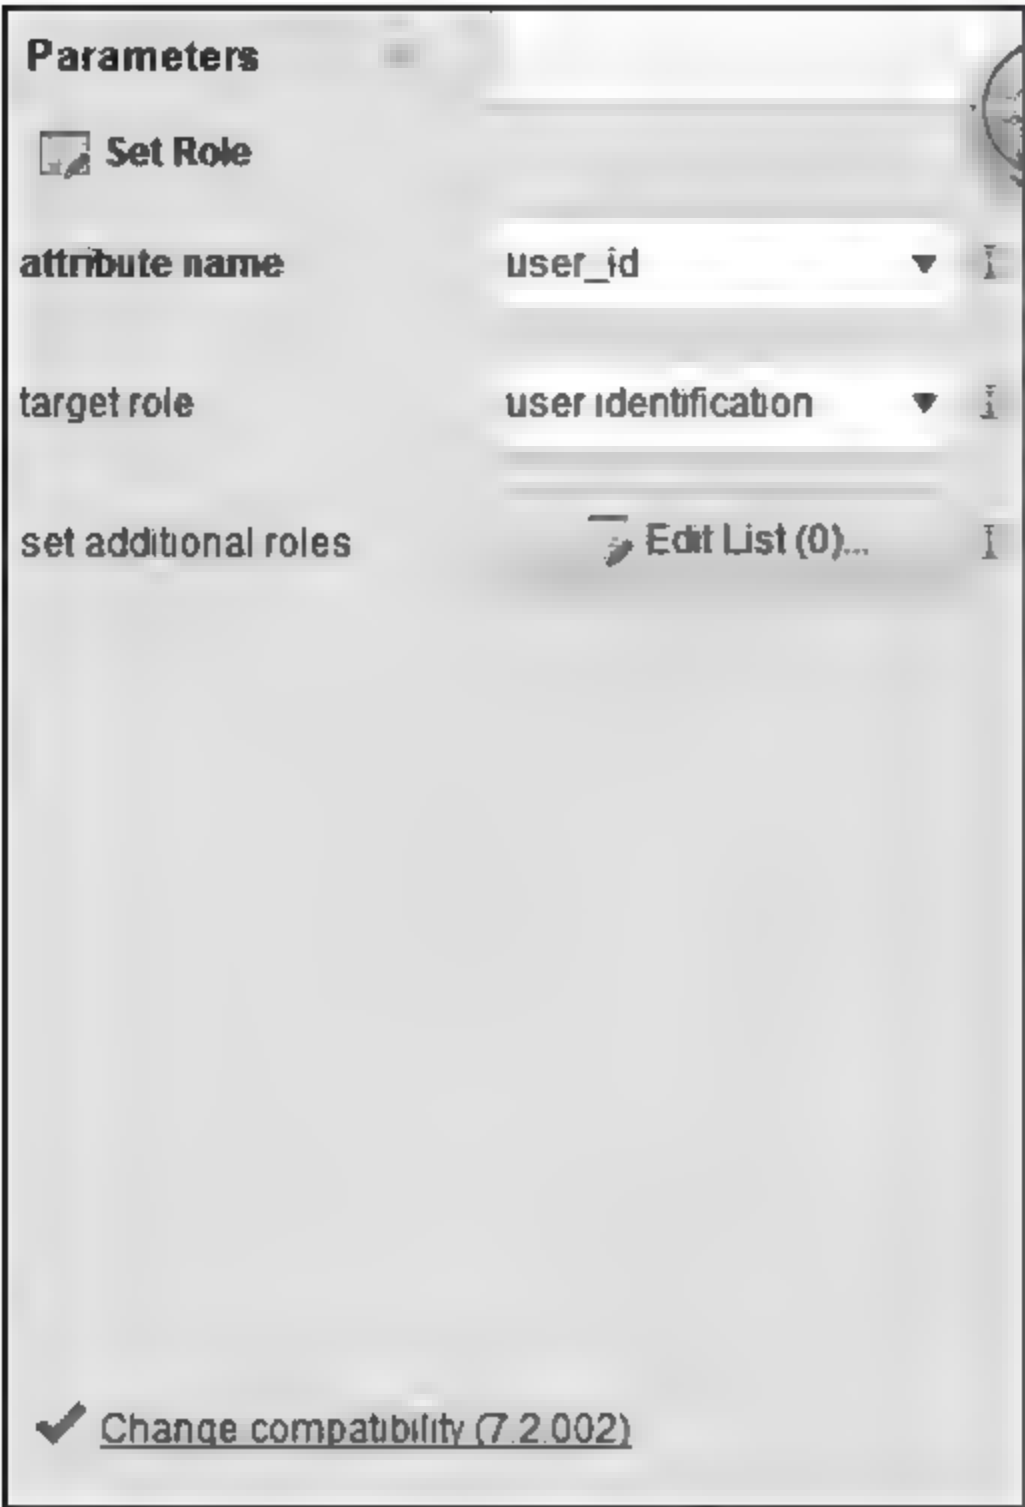 Parameters
Set Role
attribute name user_id
target role user identification
set additional roles Edit List (0)...
Change compatibility (7.2.002)